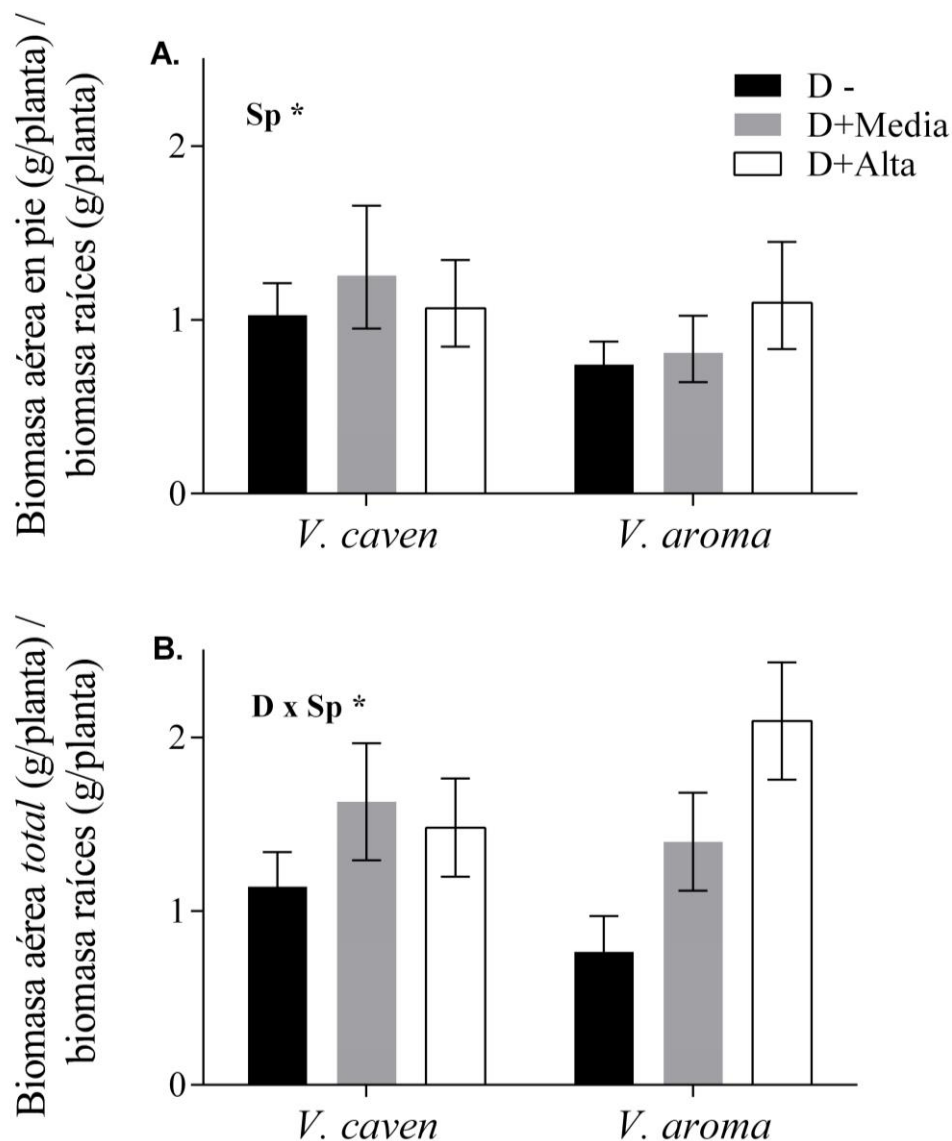 A.
Sp *
D -
D+Media
D+Alta
Biomasa aérea en pie (g/planta) /
biomasa raíces (g/planta)
2
1
0
V. caven
V. aroma
B.
D x Sp *
Biomasa aérea total (g/planta) /
biomasa raíces (g/planta)
2
1
0
V. caven
V. aroma